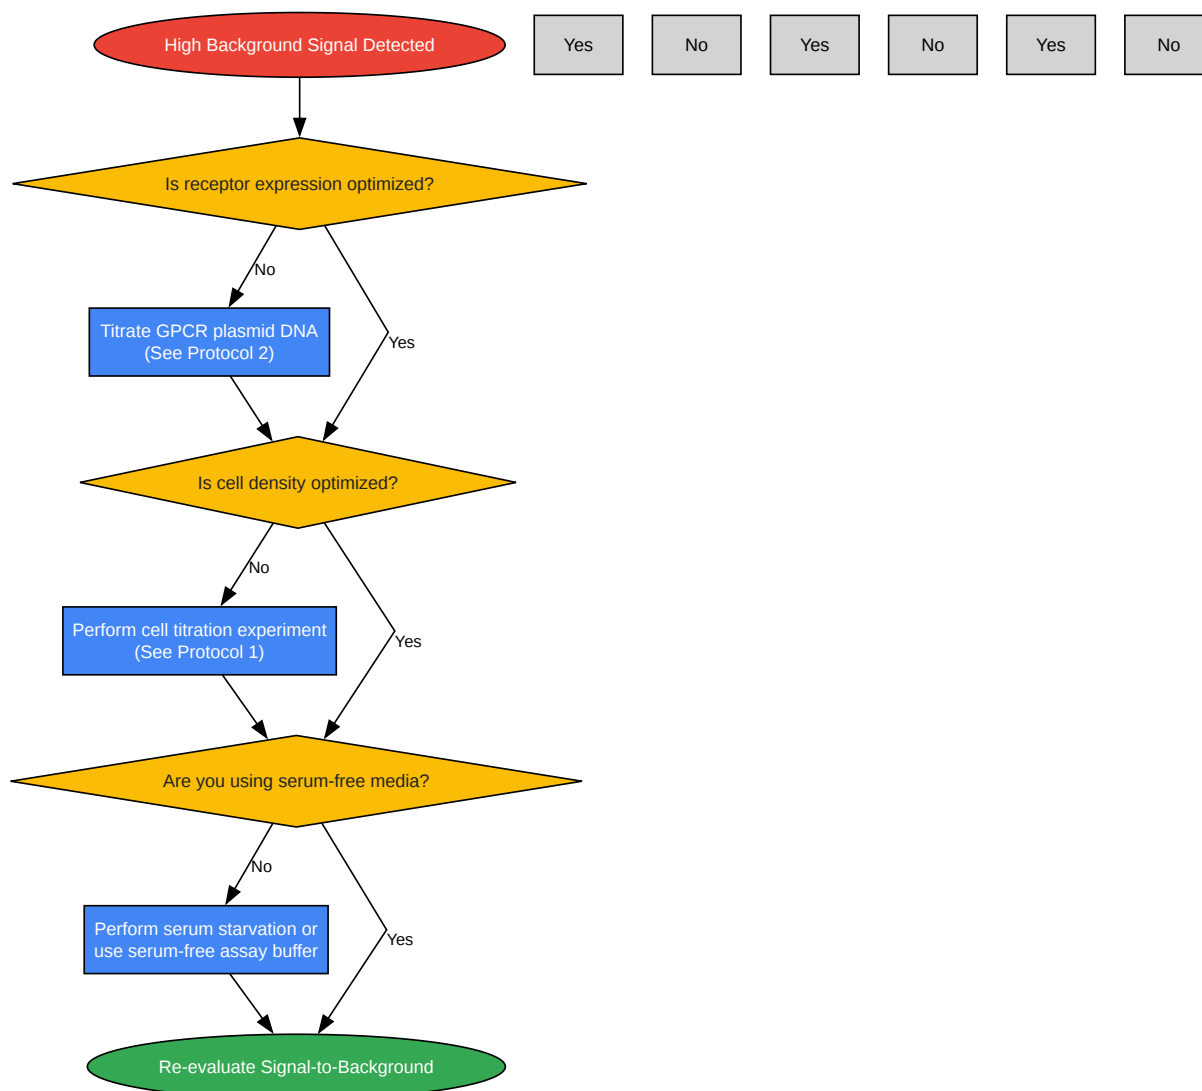 High Background Signal Detected
Yes
No
Yes
No
Yes
No
Is receptor expression optimized?
No
Titrate GPCR plasmid DNA
(See Protocol 2)
Yes
Is cell density optimized?
No
Perform cell titration experiment
(See Protocol 1)
Yes
Are you using serum-free media?
No
Perform serum starvation or
use serum-free assay buffer
Yes
Re-evaluate Signal-to-Background